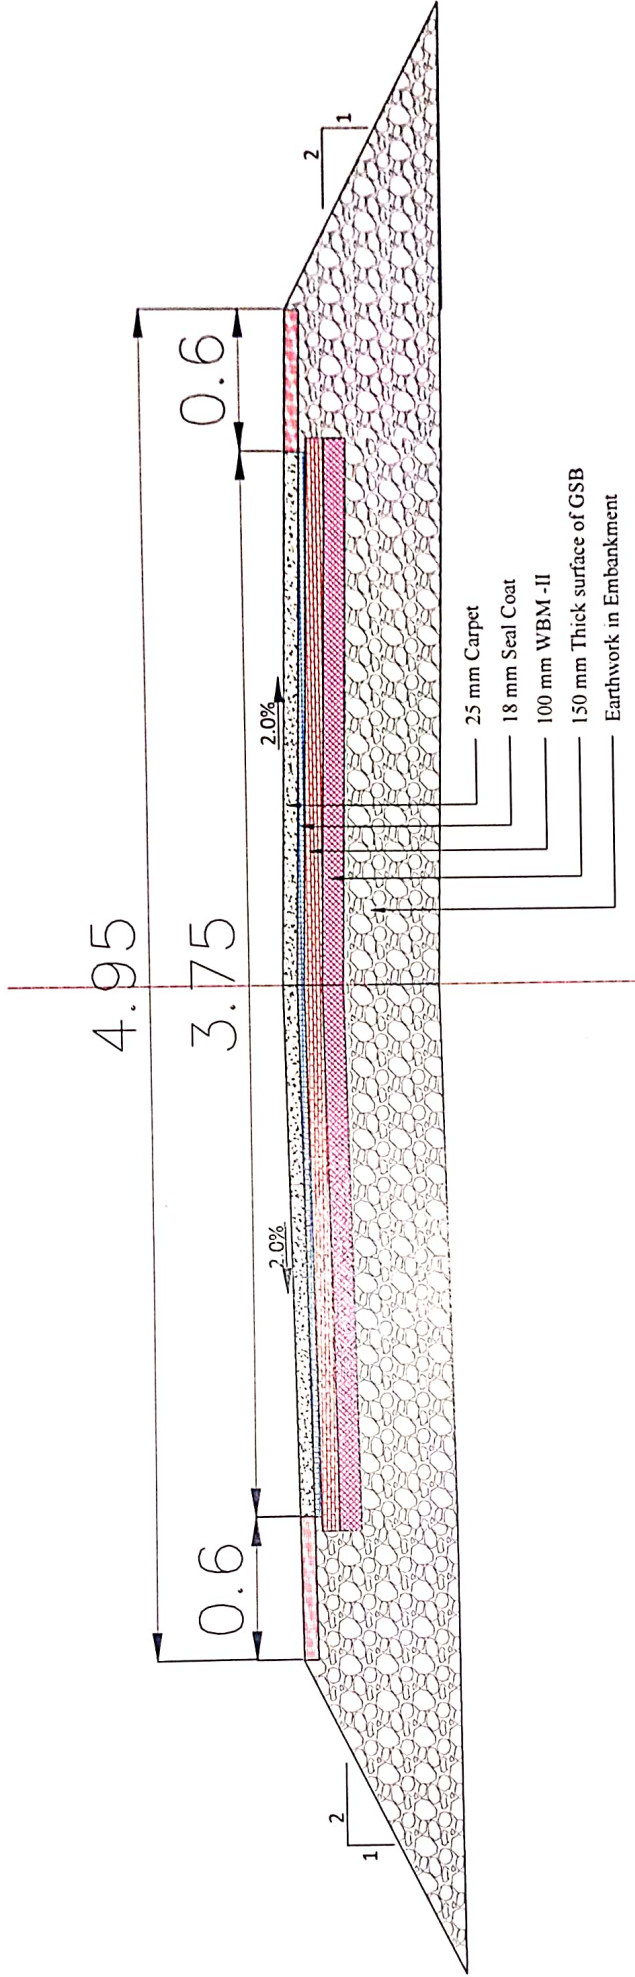 4.95
0.6
3.75
0.6
2.0%
2.0%
2
1
2
1
25 mm Carpet
18 mm Seal Coat
100 mm WBM -II
150 mm Thick surface of GSB
Earthwork in Embankment